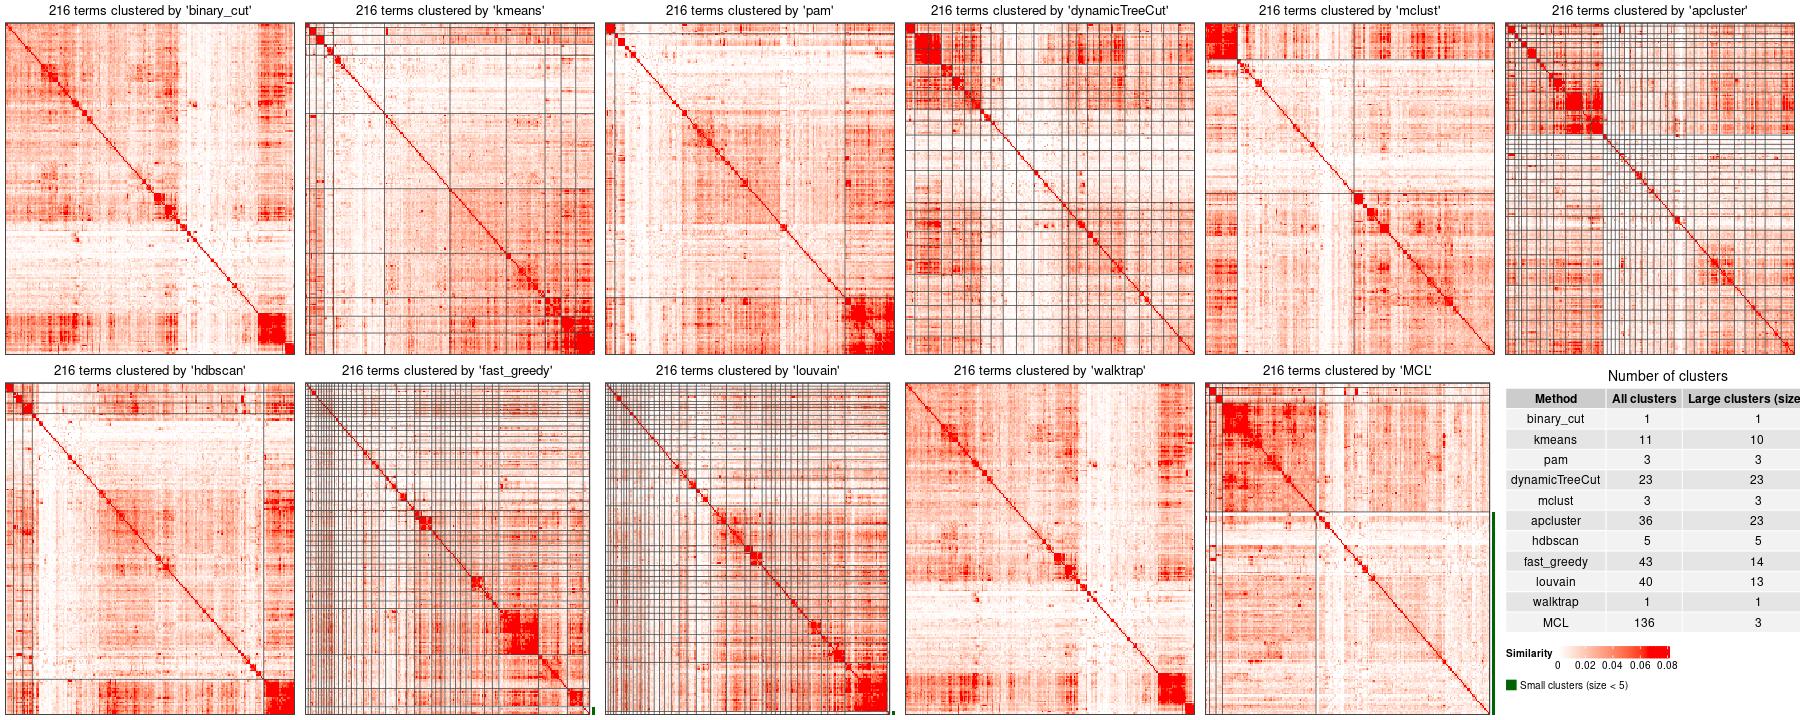 216 terms clustered by 'binary_cut'
216 terms clustered by 'kmeans'
216 terms clustered by 'pam'
216 terms clustered by 'dynamicTreeCut'
216 terms clustered by 'mclust'
216 terms clustered by 'apcluster'
216 terms clustered by 'hdbscan'
216 terms clustered by 'fast_greedy'
216 terms clustered by 'louvain'
216 terms clustered by 'walktrap'
216 terms clustered by 'MCL'
Number of clusters
Method All clusters Large clusters (size
binary_cut 1 1
kmeans 11 10
pam 3 3
dynamicTreeCut 23 23
mclust 3 3
apcluster 36 23
hdbscan 5 5
fast_greedy 43 14
louvain 40 13
walktrap 1 1
MCL 136 3
Similarity
0 0.02 0.04 0.06 0.08
Small clusters (size < 5)